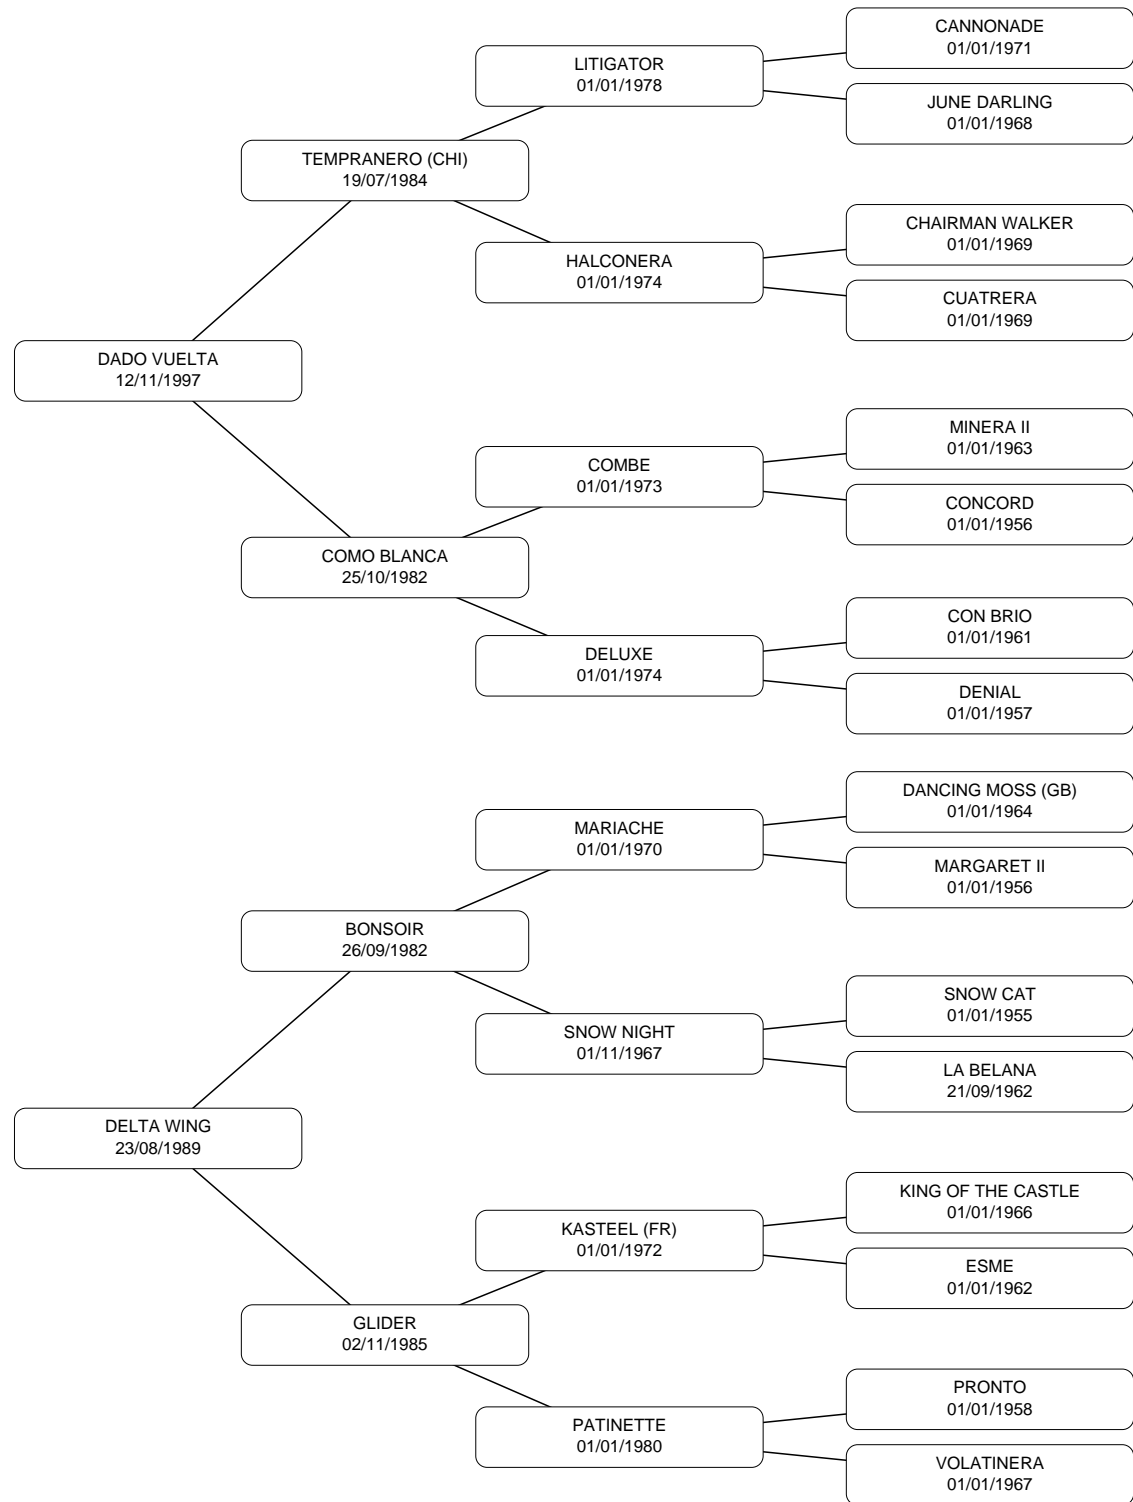 CANNONADE
01/01/1971
LITIGATOR
01/01/1978
JUNE DARLING
01/01/1968
TEMPRANERO (CHI)
19/07/1984
CHAIRMAN WALKER
01/01/1969
HALCONERA
01/01/1974
CUATRERA
01/01/1969
DADO VUELTA
12/11/1997
MINERA II
01/01/1963
COMBE
01/01/1973
CONCORD
01/01/1956
COMO BLANCA
25/10/1982
CON BRIO
01/01/1961
DELUXE
01/01/1974
DENIAL
01/01/1957
DANCING MOSS (GB)
01/01/1964
MARIACHE
01/01/1970
MARGARET II
01/01/1956
BONSOIR
26/09/1982
SNOW CAT
01/01/1955
SNOW NIGHT
01/11/1967
LA BELANA
21/09/1962
DELTA WING
23/08/1989
KING OF THE CASTLE
01/01/1966
KASTEEL (FR)
01/01/1972
ESME
01/01/1962
GLIDER
02/11/1985
PRONTO
01/01/1958
PATINETTE
01/01/1980
VOLATINERA
01/01/1967